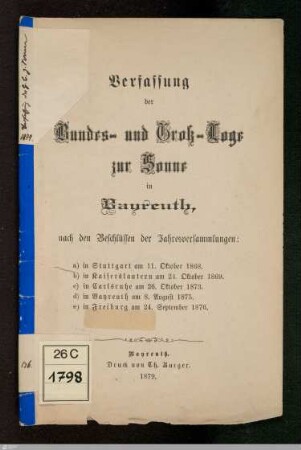 Verfassung
der
Bundes- und Groß-Loge
zur Sonne
in
Bayreuth,
nach den Beschlüssen der Jahresversammlungen:
a) in Stuttgart am 11. Oktober 1868.
b) in Kaiserslautern am 24. Oktober 1869.
c) in Carlsruhe am 26. Oktober 1873.
d) in Bayreuth am 8. August 1875.
e) in Freiburg am 24. September 1876.
26 C
1798
Bayreuth.
Druck von Th. Burger.
1879.
1879.